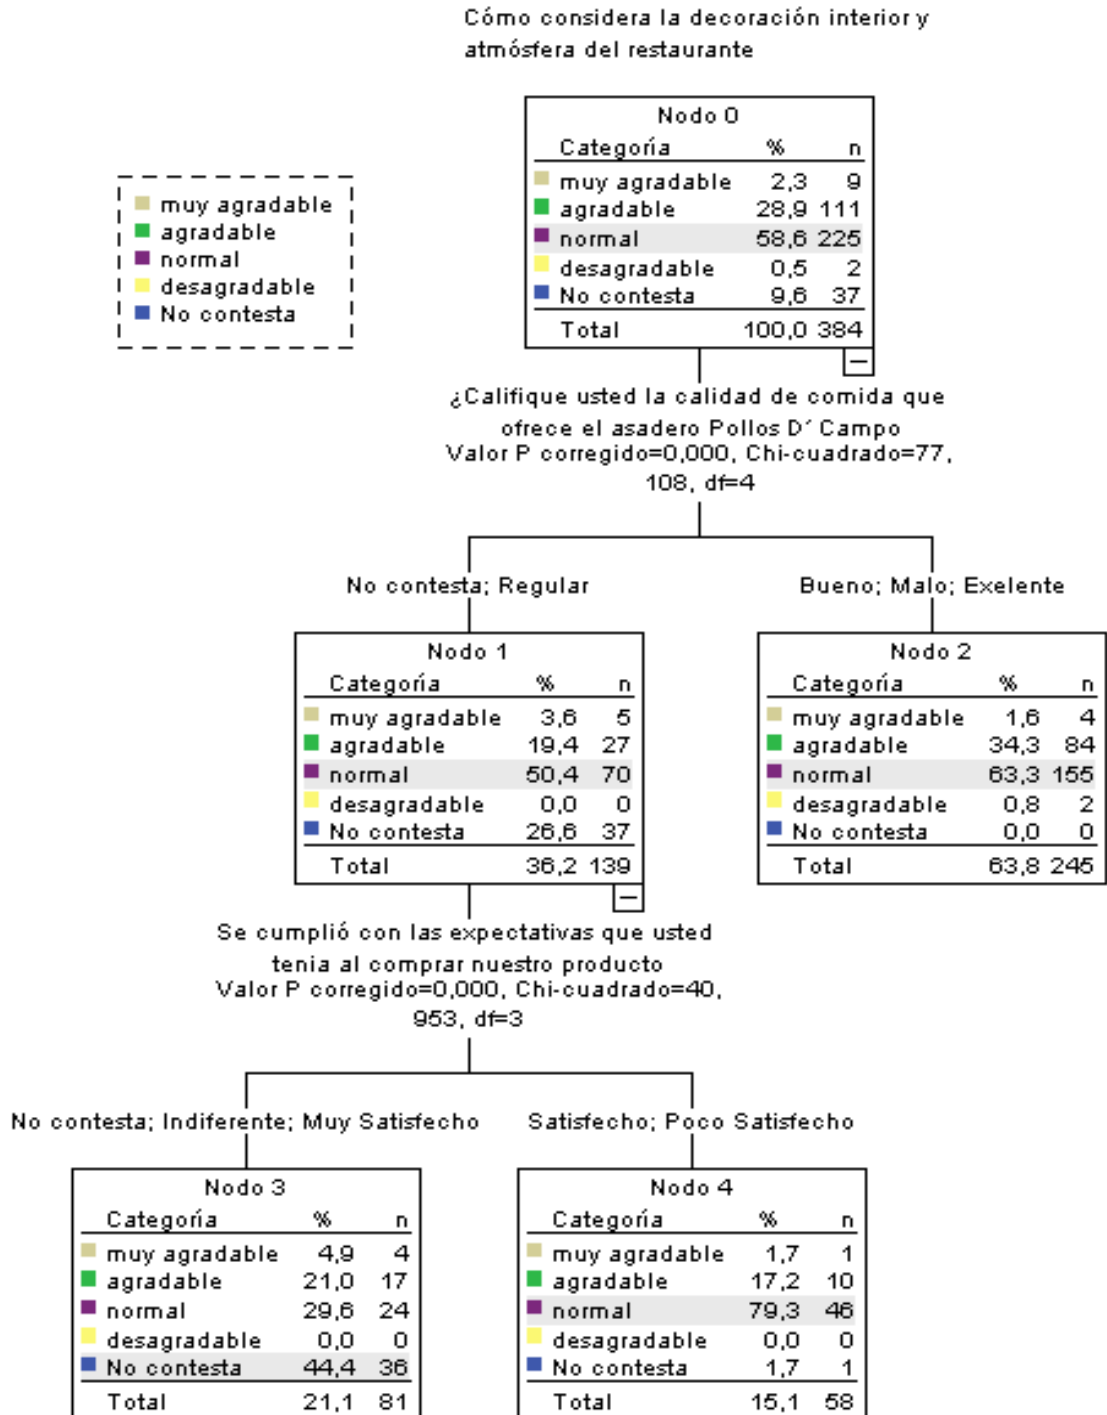 Cómo considera la decoración interior y
atmósfera del restaurante
Nodo 0
Categoría % n
muy agradable 2,3 9
agradable 28,9 111
normal 58,6 225
desagradable 0,5 2
No contesta 9,6 37
Total 100,0 384
muy agradable
agradable
normal
desagradable
No contesta
¿Califique usted la calidad de comida que
ofrece el asadero Pollos D´ Campo
Valor P corregido=0,000, Chi-cuadrado=77,
108, df=4
No contesta; Regular
Bueno; Malo; Exelente
Nodo 1
Categoría % n
muy agradable 3,6 5
agradable 19,4 27
normal 50,4 70
desagradable 0,0 0
No contesta 26,6 37
Total 36,2 139
Nodo 2
Categoría % n
muy agradable 1,6 4
agradable 34,3 84
normal 63,3 155
desagradable 0,8 2
No contesta 0,0 0
Total 63,8 245
Se cumplió con las expectativas que usted
tenia al comprar nuestro producto
Valor P corregido=0,000, Chi-cuadrado=40,
953, df=3
No contesta; Indiferente; Muy Satisfecho
Satisfecho; Poco Satisfecho
Nodo 3
Categoría % n
muy agradable 4,9 4
agradable 21,0 17
normal 29,6 24
desagradable 0,0 0
No contesta 44,4 36
Total 21,1 81
Nodo 4
Categoría % n
muy agradable 1,7 1
agradable 17,2 10
normal 79,3 46
desagradable 0,0 0
No contesta 1,7 1
Total 15,1 58